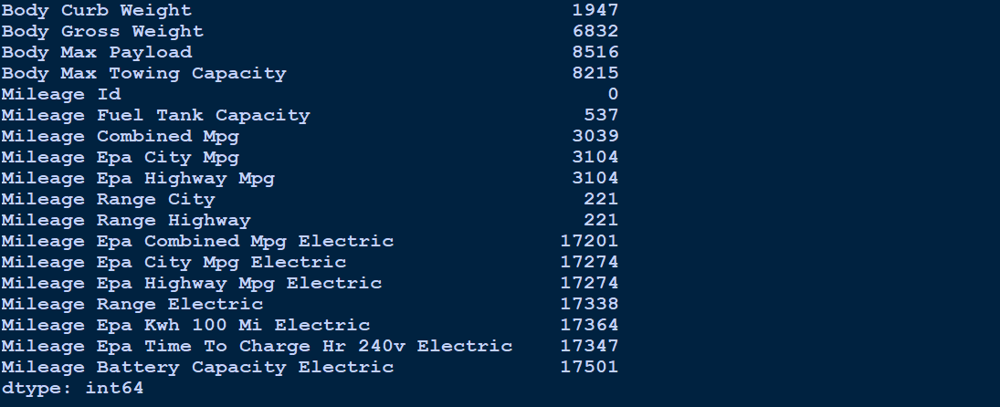 Body Curb Weight 1947
Body Gross Weight 6832
Body Max Payload 8516
Body Max Towing Capacity 8215
Mileage Id 0
Mileage Fuel Tank Capacity 537
Mileage Combined Mpg 3039
Mileage Epa City Mpg 3104
Mileage Epa Highway Mpg 3104
Mileage Range City 221
Mileage Range Highway 221
Mileage Epa Combined Mpg Electric 17201
Mileage Epa City Mpg Electric 17274
Mileage Epa Highway Mpg Electric 17274
Mileage Range Electric 17338
Mileage Epa Kwh 100 Mi Electric 17364
Mileage Epa Time To Charge Hr 240v Electric 17347
Mileage Battery Capacity Electric 17501
dtype: int64